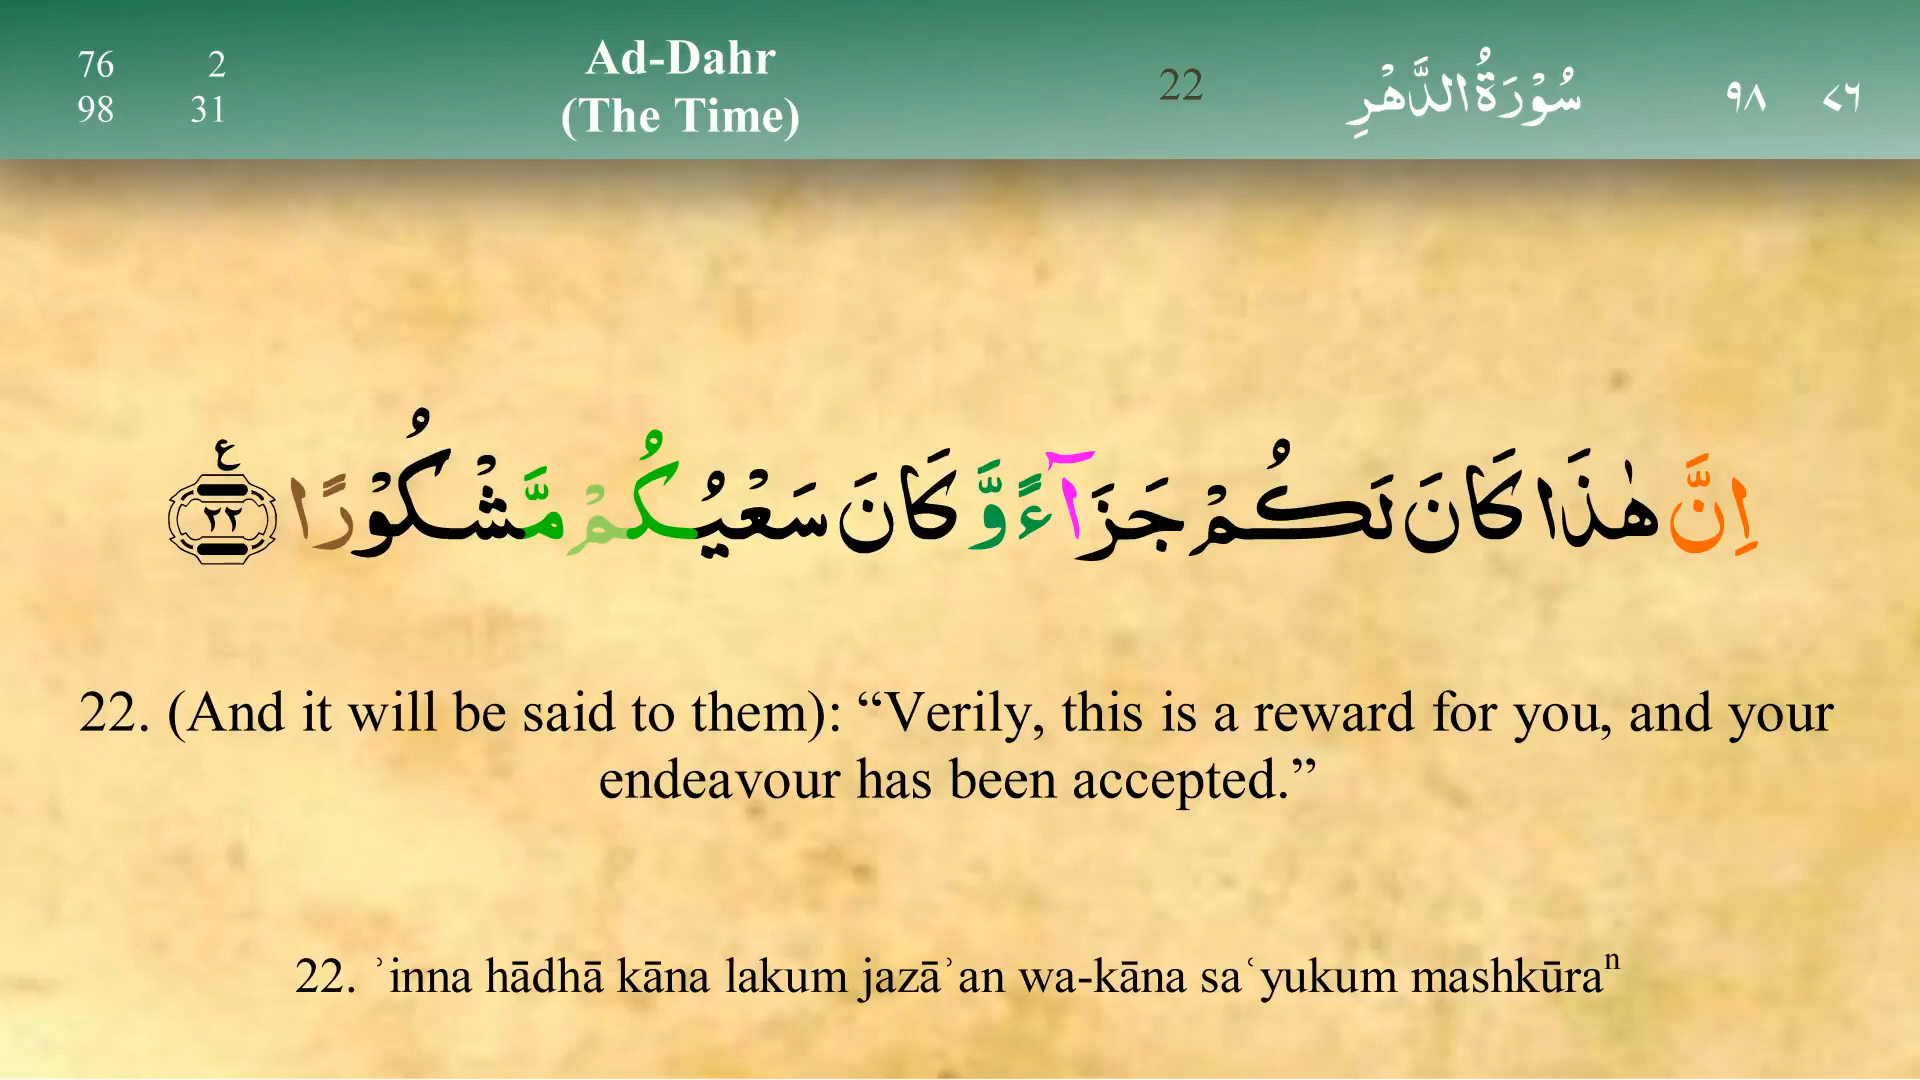 76 2
98 31
Ad-Dahr
(The Time)
22
سُوْرَةُ الدَّهْرِ
٩٨ ٧٦
اِنَّ هٰذَا كَانَ لَكُمْ جَزَآءً وَّكَانَ سَعْيُكُمْ مَّشْكُوْرًا ٢٢ ع
22. (And it will be said to them): “Verily, this is a reward for you, and your
endeavour has been accepted.”
22. ʾinna hādhā kāna lakum jazāʾan wa-kāna saʿyukum mashkūraⁿ